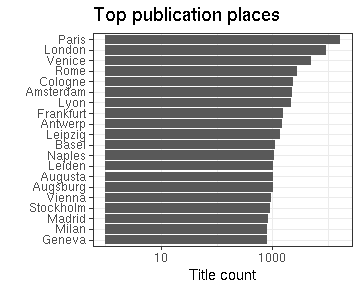 Top publication places
Paris
London
Venice
Rome
Cologne
Amsterdam
Lyon
Frankfurt
Antwerp
Leipzig
Basel
Naples
Leiden
Augusta
Augsburg
Vienna
Stockholm
Madrid
Milan
Geneva
10
1000
Title count